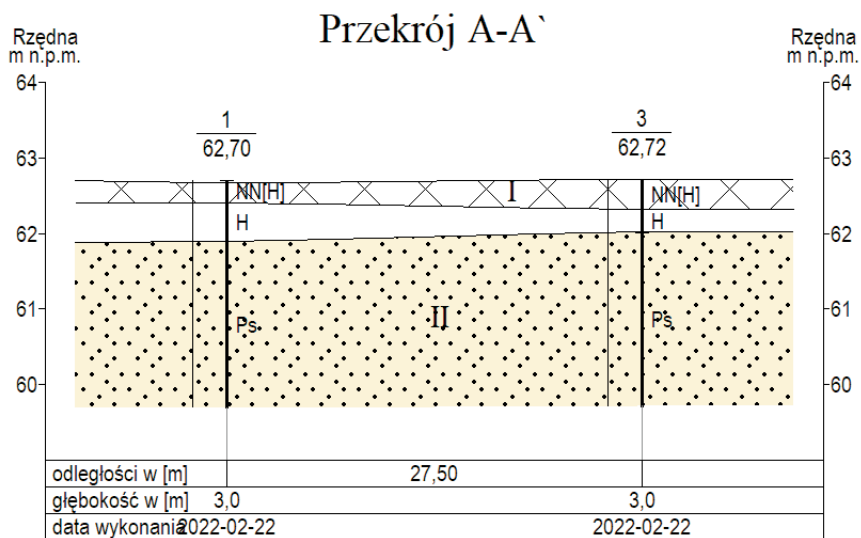 Przekrój A-A`
Rzędna
m n.p.m.
Rzędna
m n.p.m.
64
64
1
62,70
3
62,72
63
63
NN[H]
I
NN[H]
H
H
62
62
61
61
Ps
II
Ps
60
60
odległości w [m]
27,50
głębokość w [m]
3,0
3,0
data wykonania
2022-02-22
2022-02-22